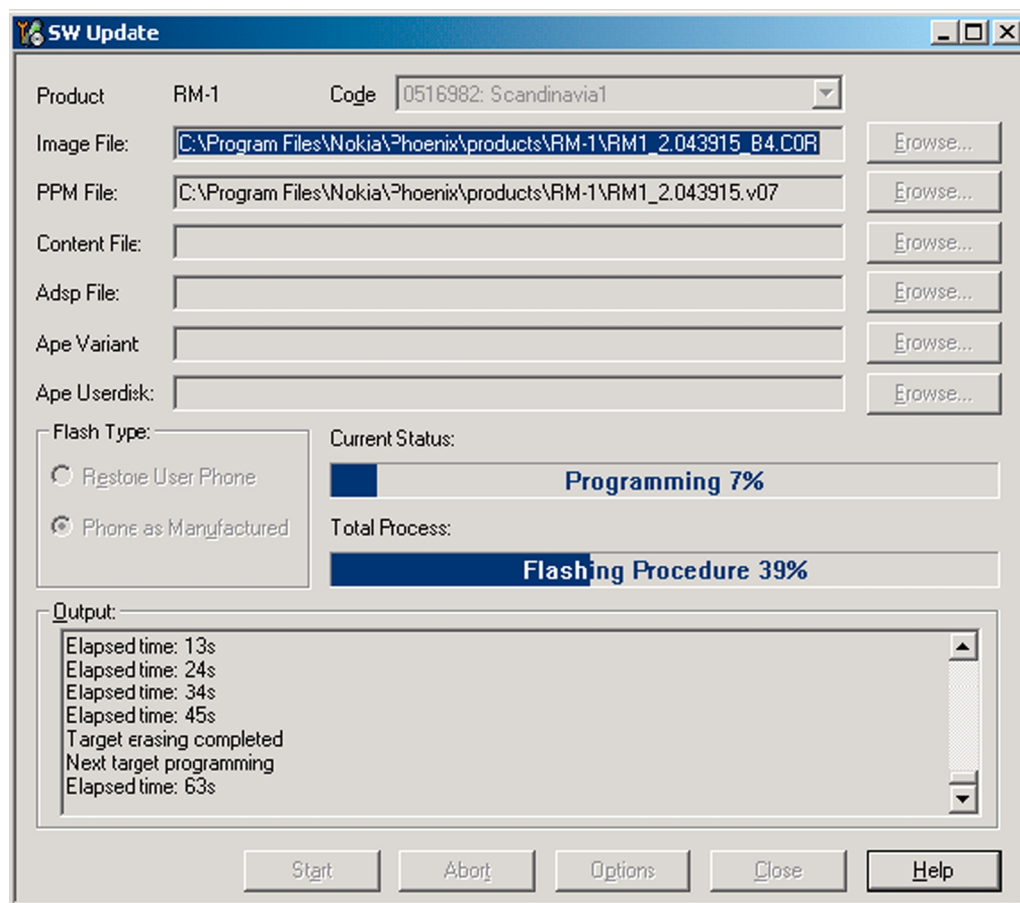 SW Update
Product RM-1 Code 0516982: Scandinavia1
Image File: C:\Program Files\Nokia\Phoenix\products\RM-1\RM1_2.043915_B4.C0R Browse...
PPM File: C:\Program Files\Nokia\Phoenix\products\RM-1\RM1_2.043915.v07 Browse...
Content File: Browse...
Adsp File: Browse...
Ape Variant Browse...
Ape Userdisk: Browse...
Flash Type:
Restore User Phone
Phone as Manufactured
Current Status:
Programming 7%
Total Process:
Flashing Procedure 39%
Output:
Elapsed time: 13s
Elapsed time: 24s
Elapsed time: 34s
Elapsed time: 45s
Target erasing completed
Next target programming
Elapsed time: 63s
Start Abort Options Close Help